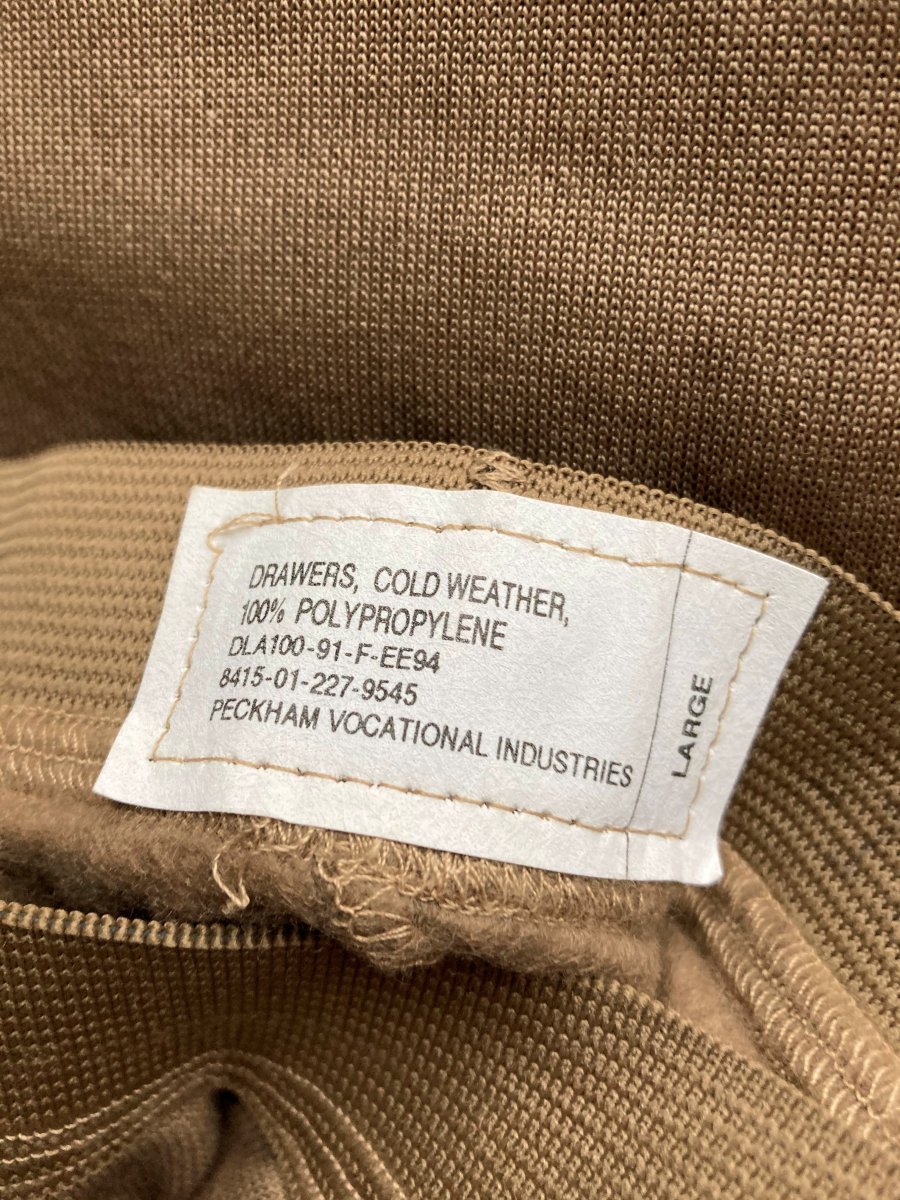 DRAWERS, COLD WEATHER,
100% POLYPROPYLENE
DLA100-91-F-EE94
8415-01-227-9545
PECKHAM VOCATIONAL INDUSTRIES
LARGE